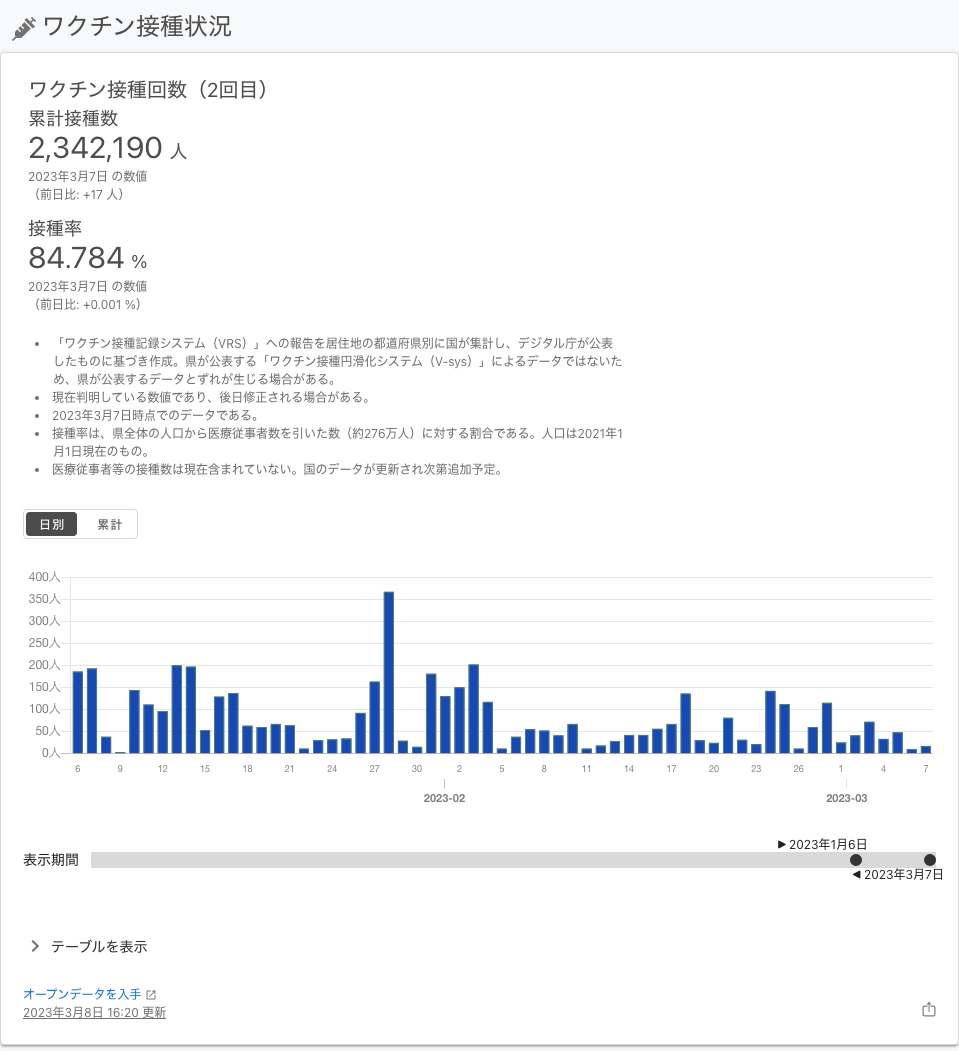 ワクチン接種状況
ワクチン接種回数（2回目）
累計接種数
2,342,190 人
2023年3月7日 の数値
（前日比: +17 人）
接種率
84.784 %
2023年3月7日 の数値
（前日比: +0.001 %）
• 「ワクチン接種記録システム（VRS）」への報告を居住地の都道府県別に国が集計し、デジタル庁が公表
したものに基づき作成。県が公表する「ワクチン接種円滑化システム（V-sys）」によるデータではないた
め、県が公表するデータとずれが生じる場合がある。
• 現在判明している数値であり、後日修正される場合がある。
• 2023年3月7日時点でのデータである。
• 接種率は、県全体の人口から医療従事者数を引いた数（約276万人）に対する割合である。人口は2021年1
月1日現在のもの。
• 医療従事者等の接種数は現在含まれていない。国のデータが更新され次第追加予定。
日別 累計
400人
350人
300人
250人
200人
150人
100人
50人
0人
6 9 12 15 18 21 24 27 30 2 5 8 11 14 17 20 23 26 1 4 7
2023-02 2023-03
▶ 2023年1月6日
表示期間
◀ 2023年3月7日
テーブルを表示
オープンデータを入手
2023年3月8日 16:20 更新